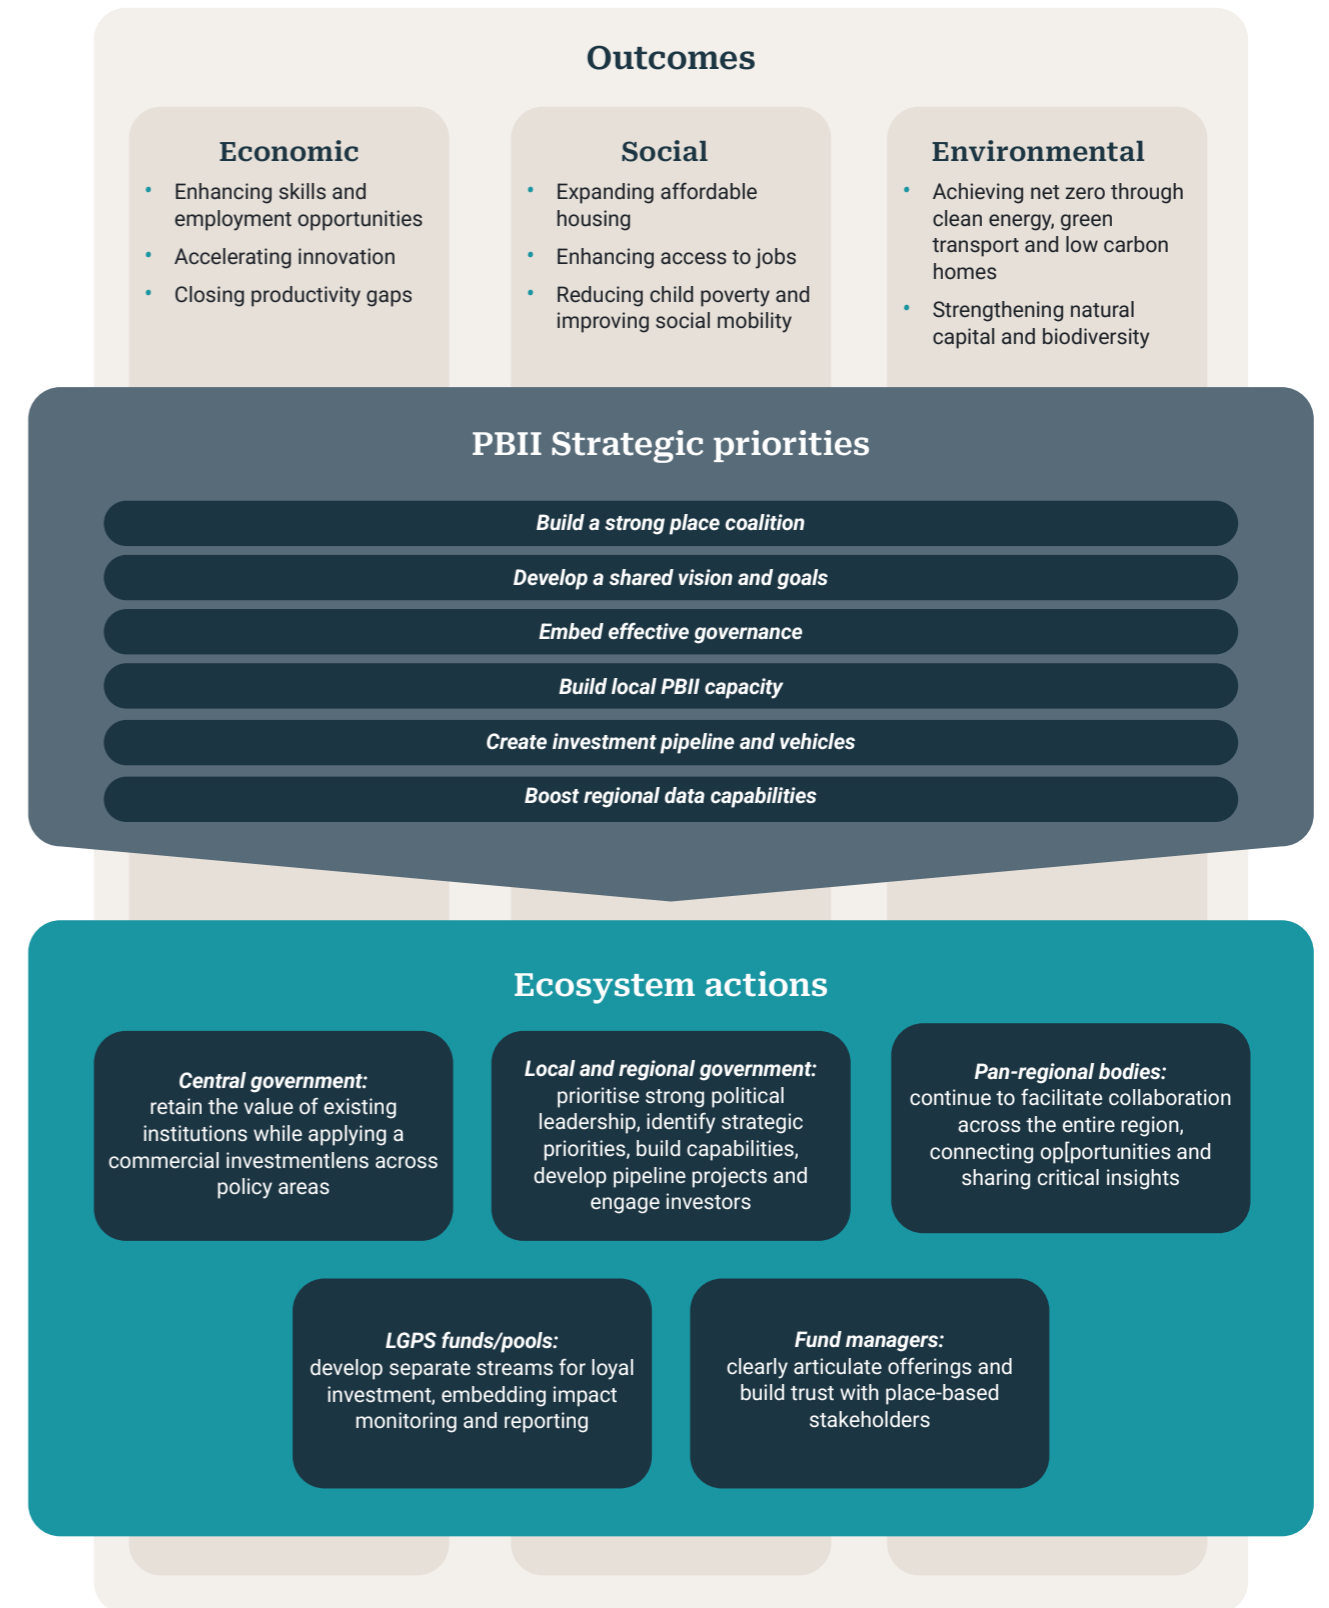 Outcomes
Economic
• Enhancing skills and
employment opportunities
• Accelerating innovation
• Closing productivity gaps
Social
• Expanding affordable
housing
• Enhancing access to jobs
• Reducing child poverty and
improving social mobility
Environmental
• Achieving net zero through
clean energy, green
transport and low carbon
homes
• Strengthening natural
capital and biodiversity
PBII Strategic priorities
Build a strong place coalition
Develop a shared vision and goals
Embed effective governance
Build local PBII capacity
Create investment pipeline and vehicles
Boost regional data capabilities
Ecosystem actions
Central government:
retain the value of existing
institutions while applying a
commercial investmentlens across
policy areas
Local and regional government:
prioritise strong political
leadership, identify strategic
priorities, build capabilities,
develop pipeline projects and
engage investors
Pan-regional bodies:
continue to facilitate collaboration
across the entire region,
connecting op[portunities and
sharing critical insights
LGPS funds/pools:
develop separate streams for loyal
investment, embedding impact
monitoring and reporting
Fund managers:
clearly articulate offerings and
build trust with place-based
stakeholders